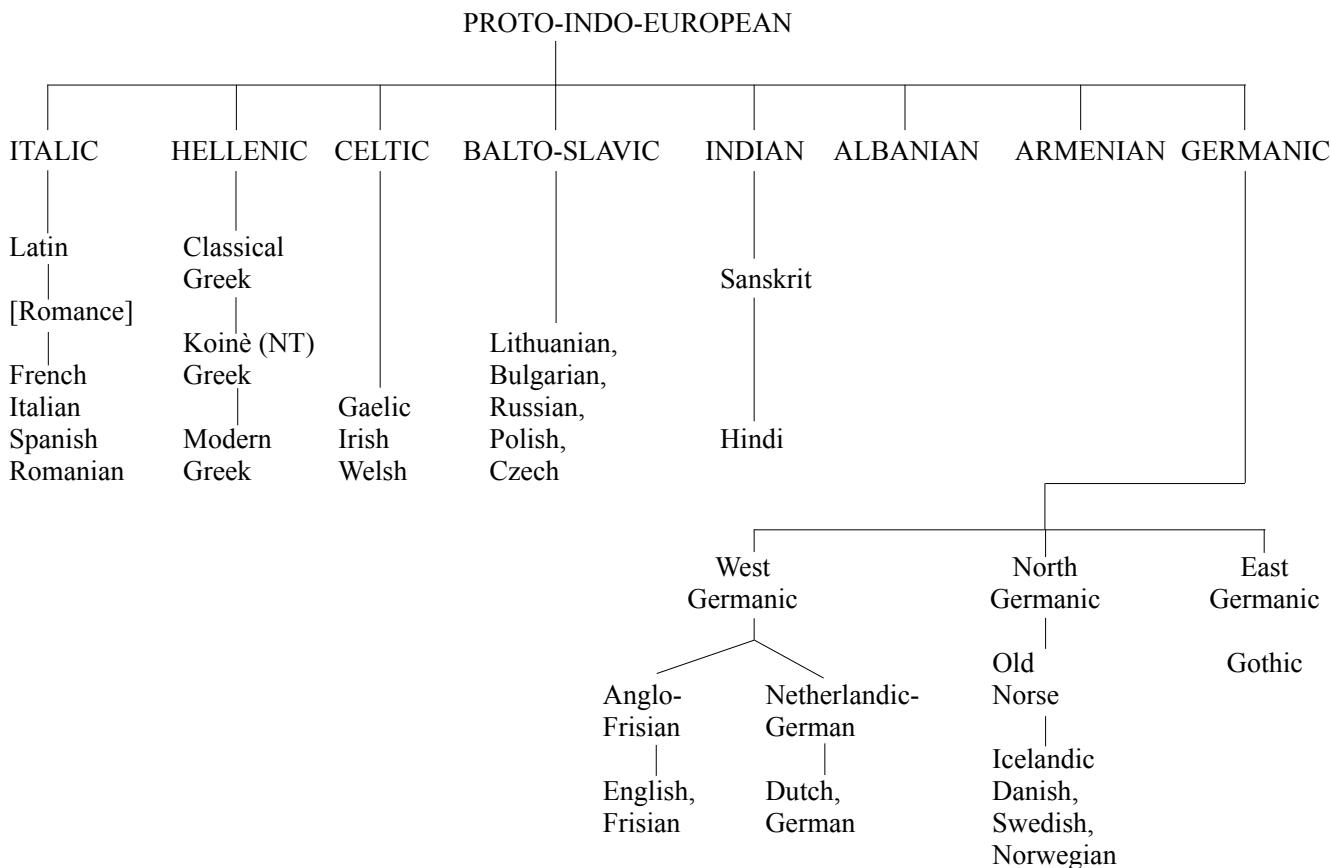 PROTO-INDO-EUROPEAN
ITALIC HELLENIC CELTIC BALTO-SLAVIC INDIAN ALBANIAN ARMENIAN GERMANIC
Latin
[Romance]
French
Italian
Spanish
Romanian
Classical
Greek
Koinè (NT)
Greek
Modern
Greek
Gaelic
Irish
Welsh
Lithuanian,
Bulgarian,
Russian,
Polish,
Czech
Sanskrit
Hindi
West
Germanic
North
Germanic
East
Germanic
Anglo-
Frisian
English,
Frisian
Netherlandic-
German
Dutch,
German
Old
Norse
Icelandic
Danish,
Swedish,
Norwegian
Gothic